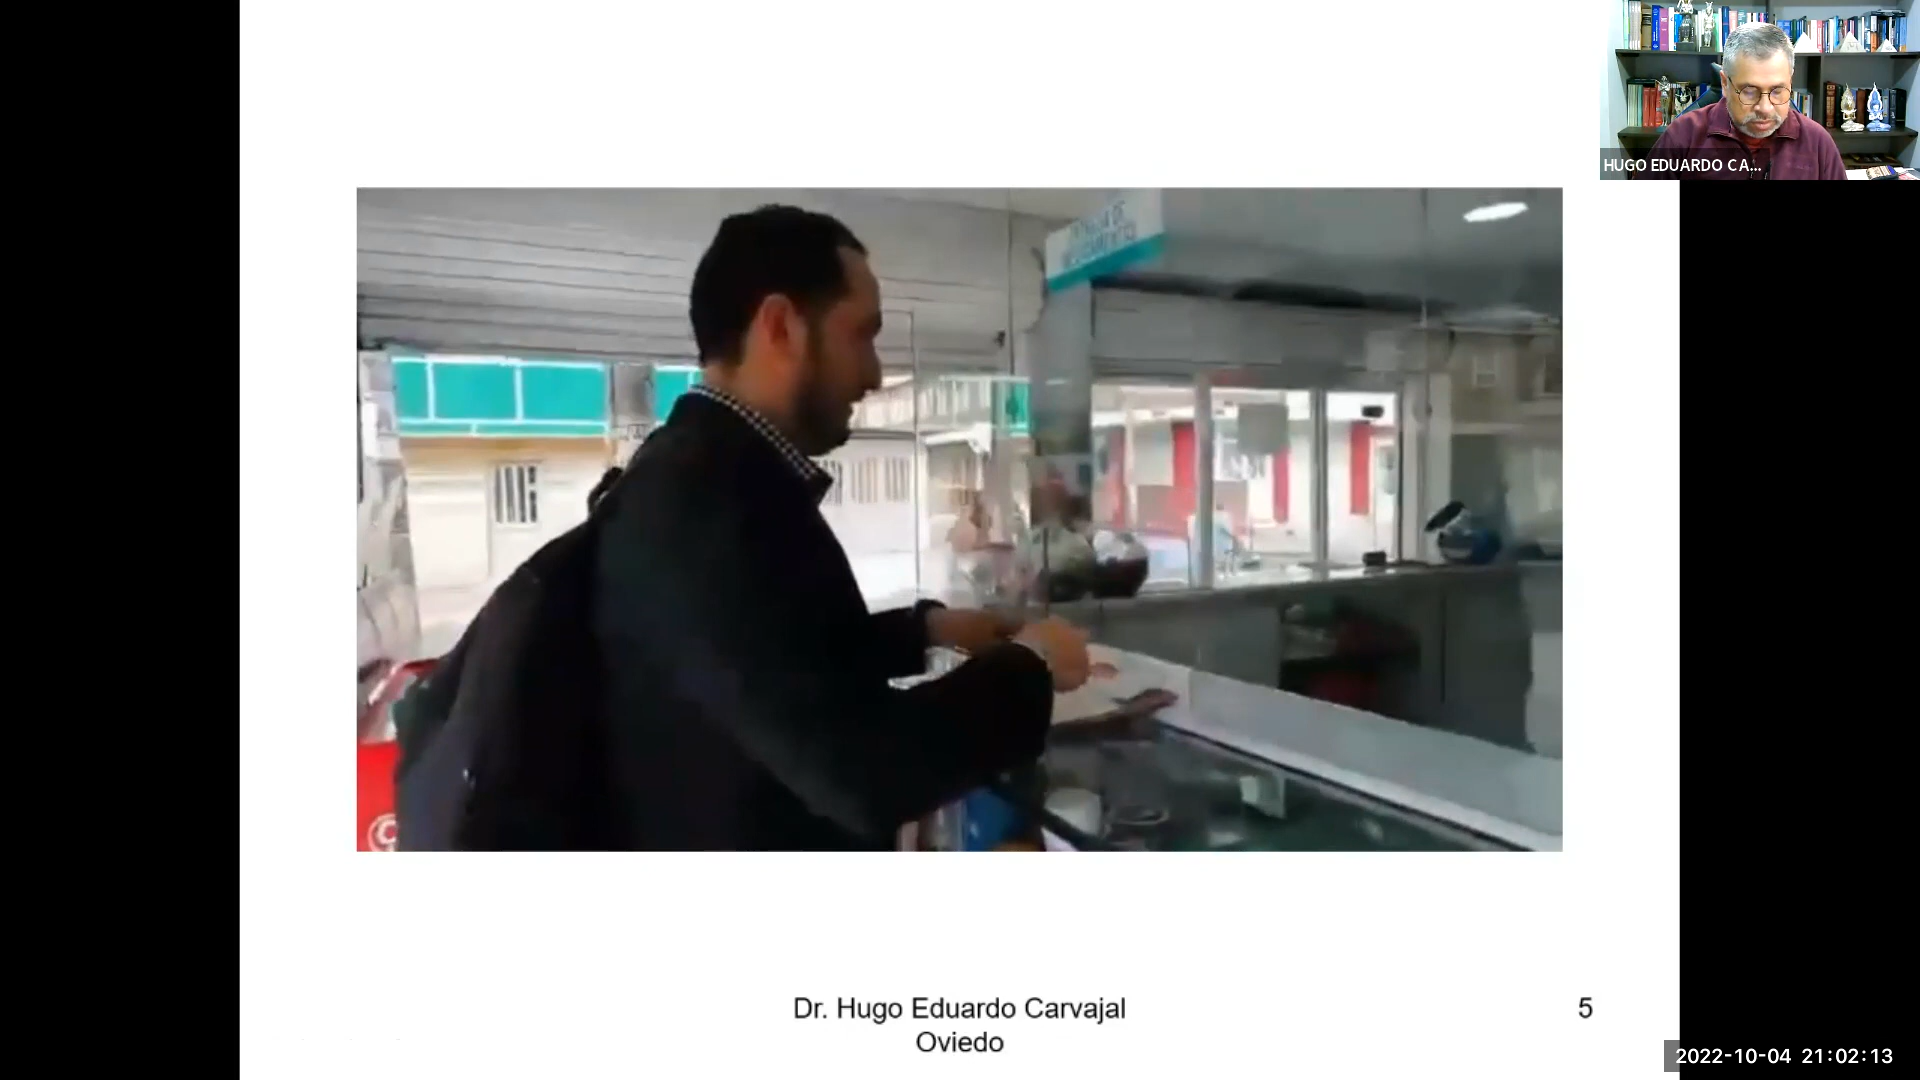 HUGO EDUARDO CA...
Dr. Hugo Eduardo Carvajal
Oviedo
5
2022-10-04 21:02:13